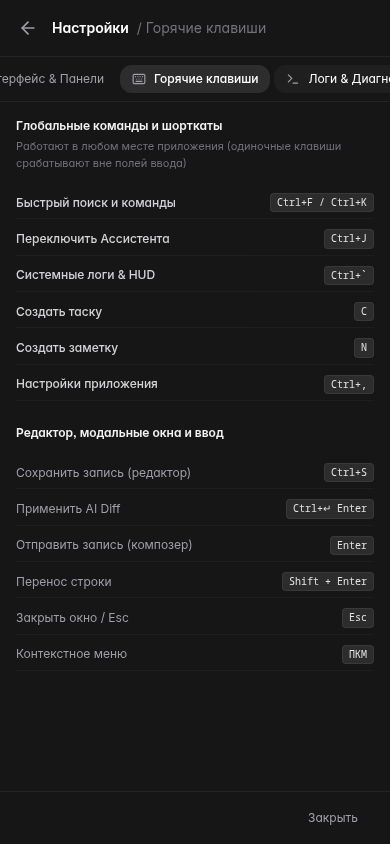 Настройки / Горячие клавиши
терфейс & Панели Горячие клавиши Логи & Диагно
Глобальные команды и шорткаты
Работают в любом месте приложения (одиночные клавиши
срабатывают вне полей ввода)
Быстрый поиск и команды Ctrl+F / Ctrl+K
Переключить Ассистента Ctrl+J
Системные логи & HUD Ctrl+`
Создать таску C
Создать заметку N
Настройки приложения Ctrl+,
Редактор, модальные окна и ввод
Сохранить запись (редактор) Ctrl+S
Применить AI Diff Ctrl+↵ Enter
Отправить запись (композер) Enter
Перенос строки Shift + Enter
Закрыть окно / Esc Esc
Контекстное меню ПКМ
Закрыть